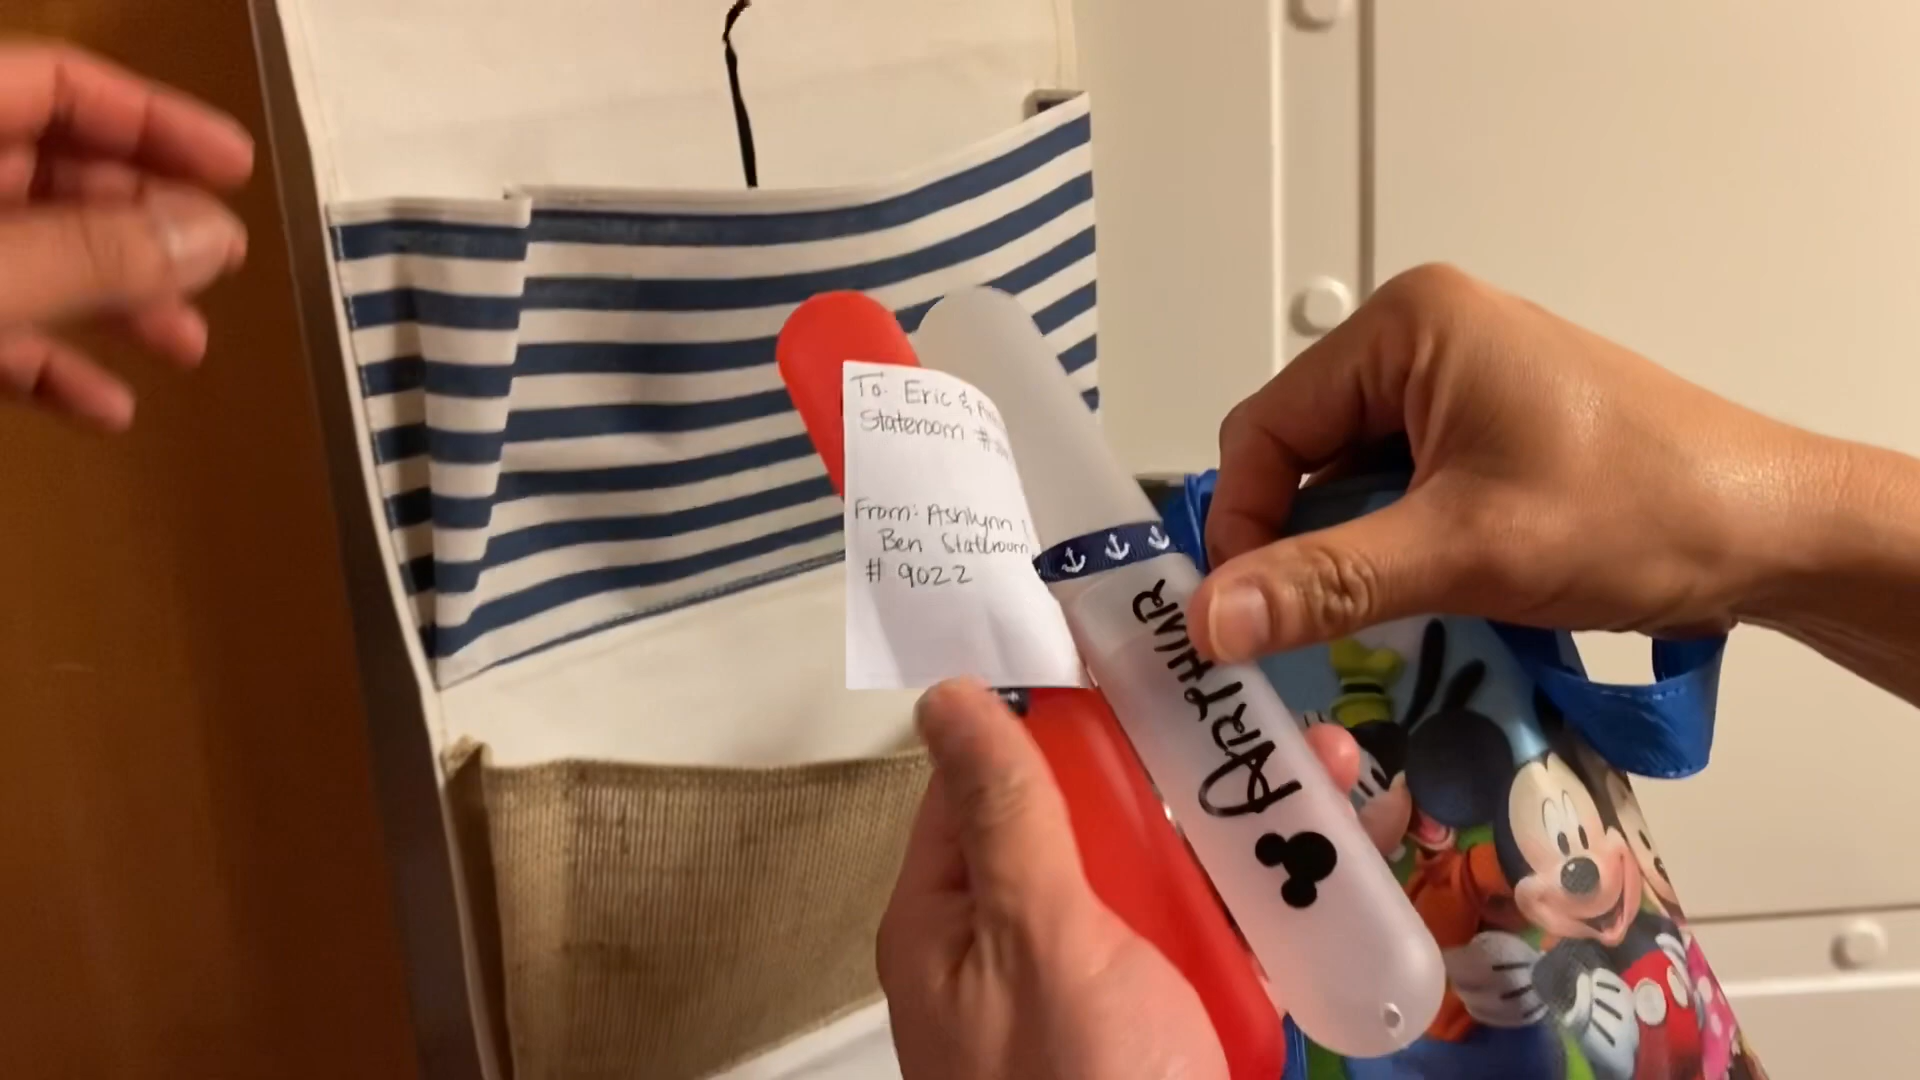 To: Eric &
Stateroom #
From: Ashlynn
Ben Stateroom
# 9022
ARTHUR